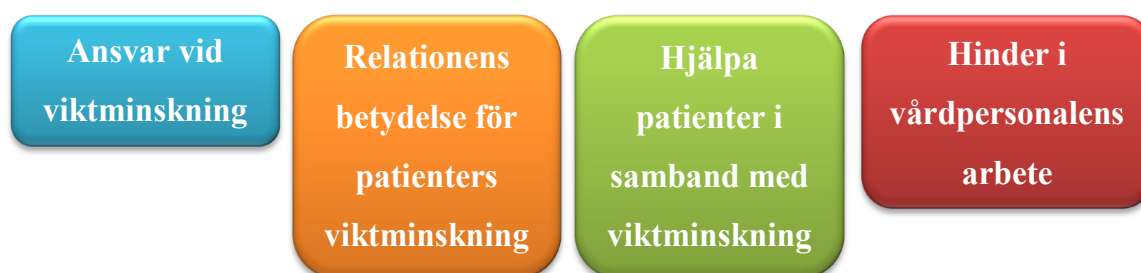 Ansvar vid
viktminskning
Relationens
betydelse för
patienters
viktminskning
Hjälpa
patienter i
samband med
viktminskning
Hinder i
vårdpersonalens
arbete